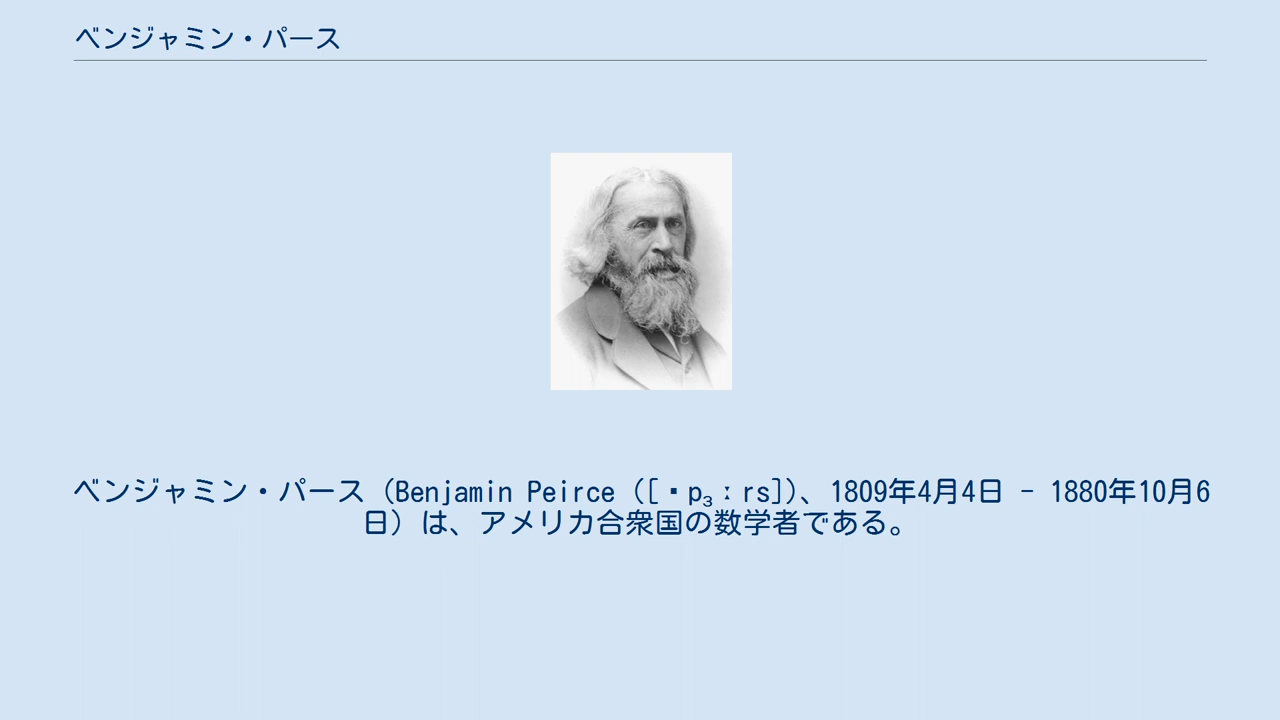 ベンジャミン・パース
ベンジャミン・パース（Benjamin Peirce（[▪pɜːrs]）、1809年4月4日 - 1880年10月6
日）は、アメリカ合衆国の数学者である。